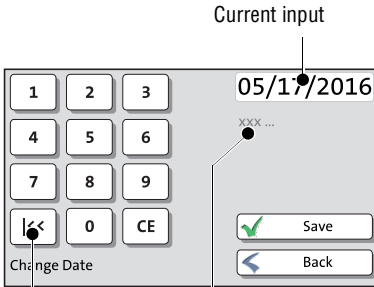 Current input
1 2 3 05/17/2016
xxx ...
4 5 6
7 8 9
|<< 0 CE Save
Change Date Back